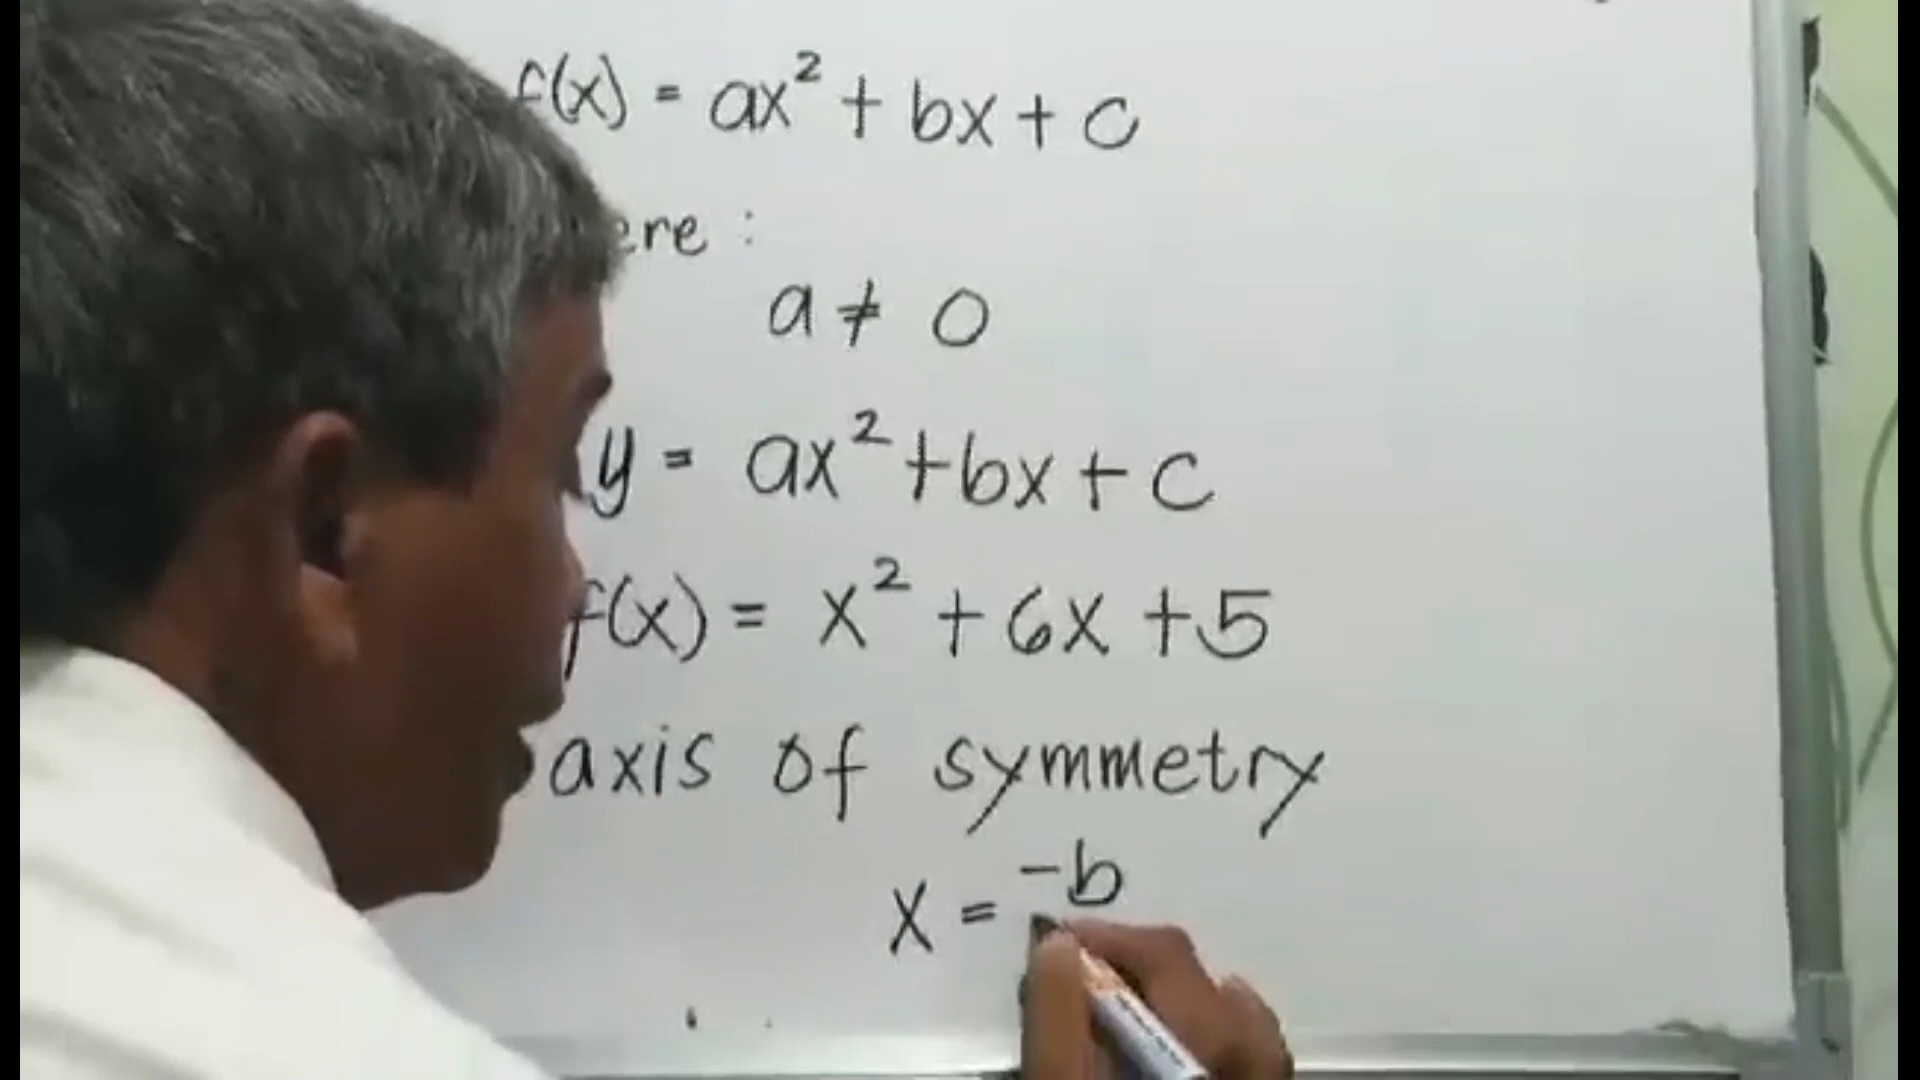 f(x) = ax² + bx + c
ere :
a ≠ 0
y = ax² + bx + c
f(x) = x² + 6x + 5
axis of symmetry
x = -b